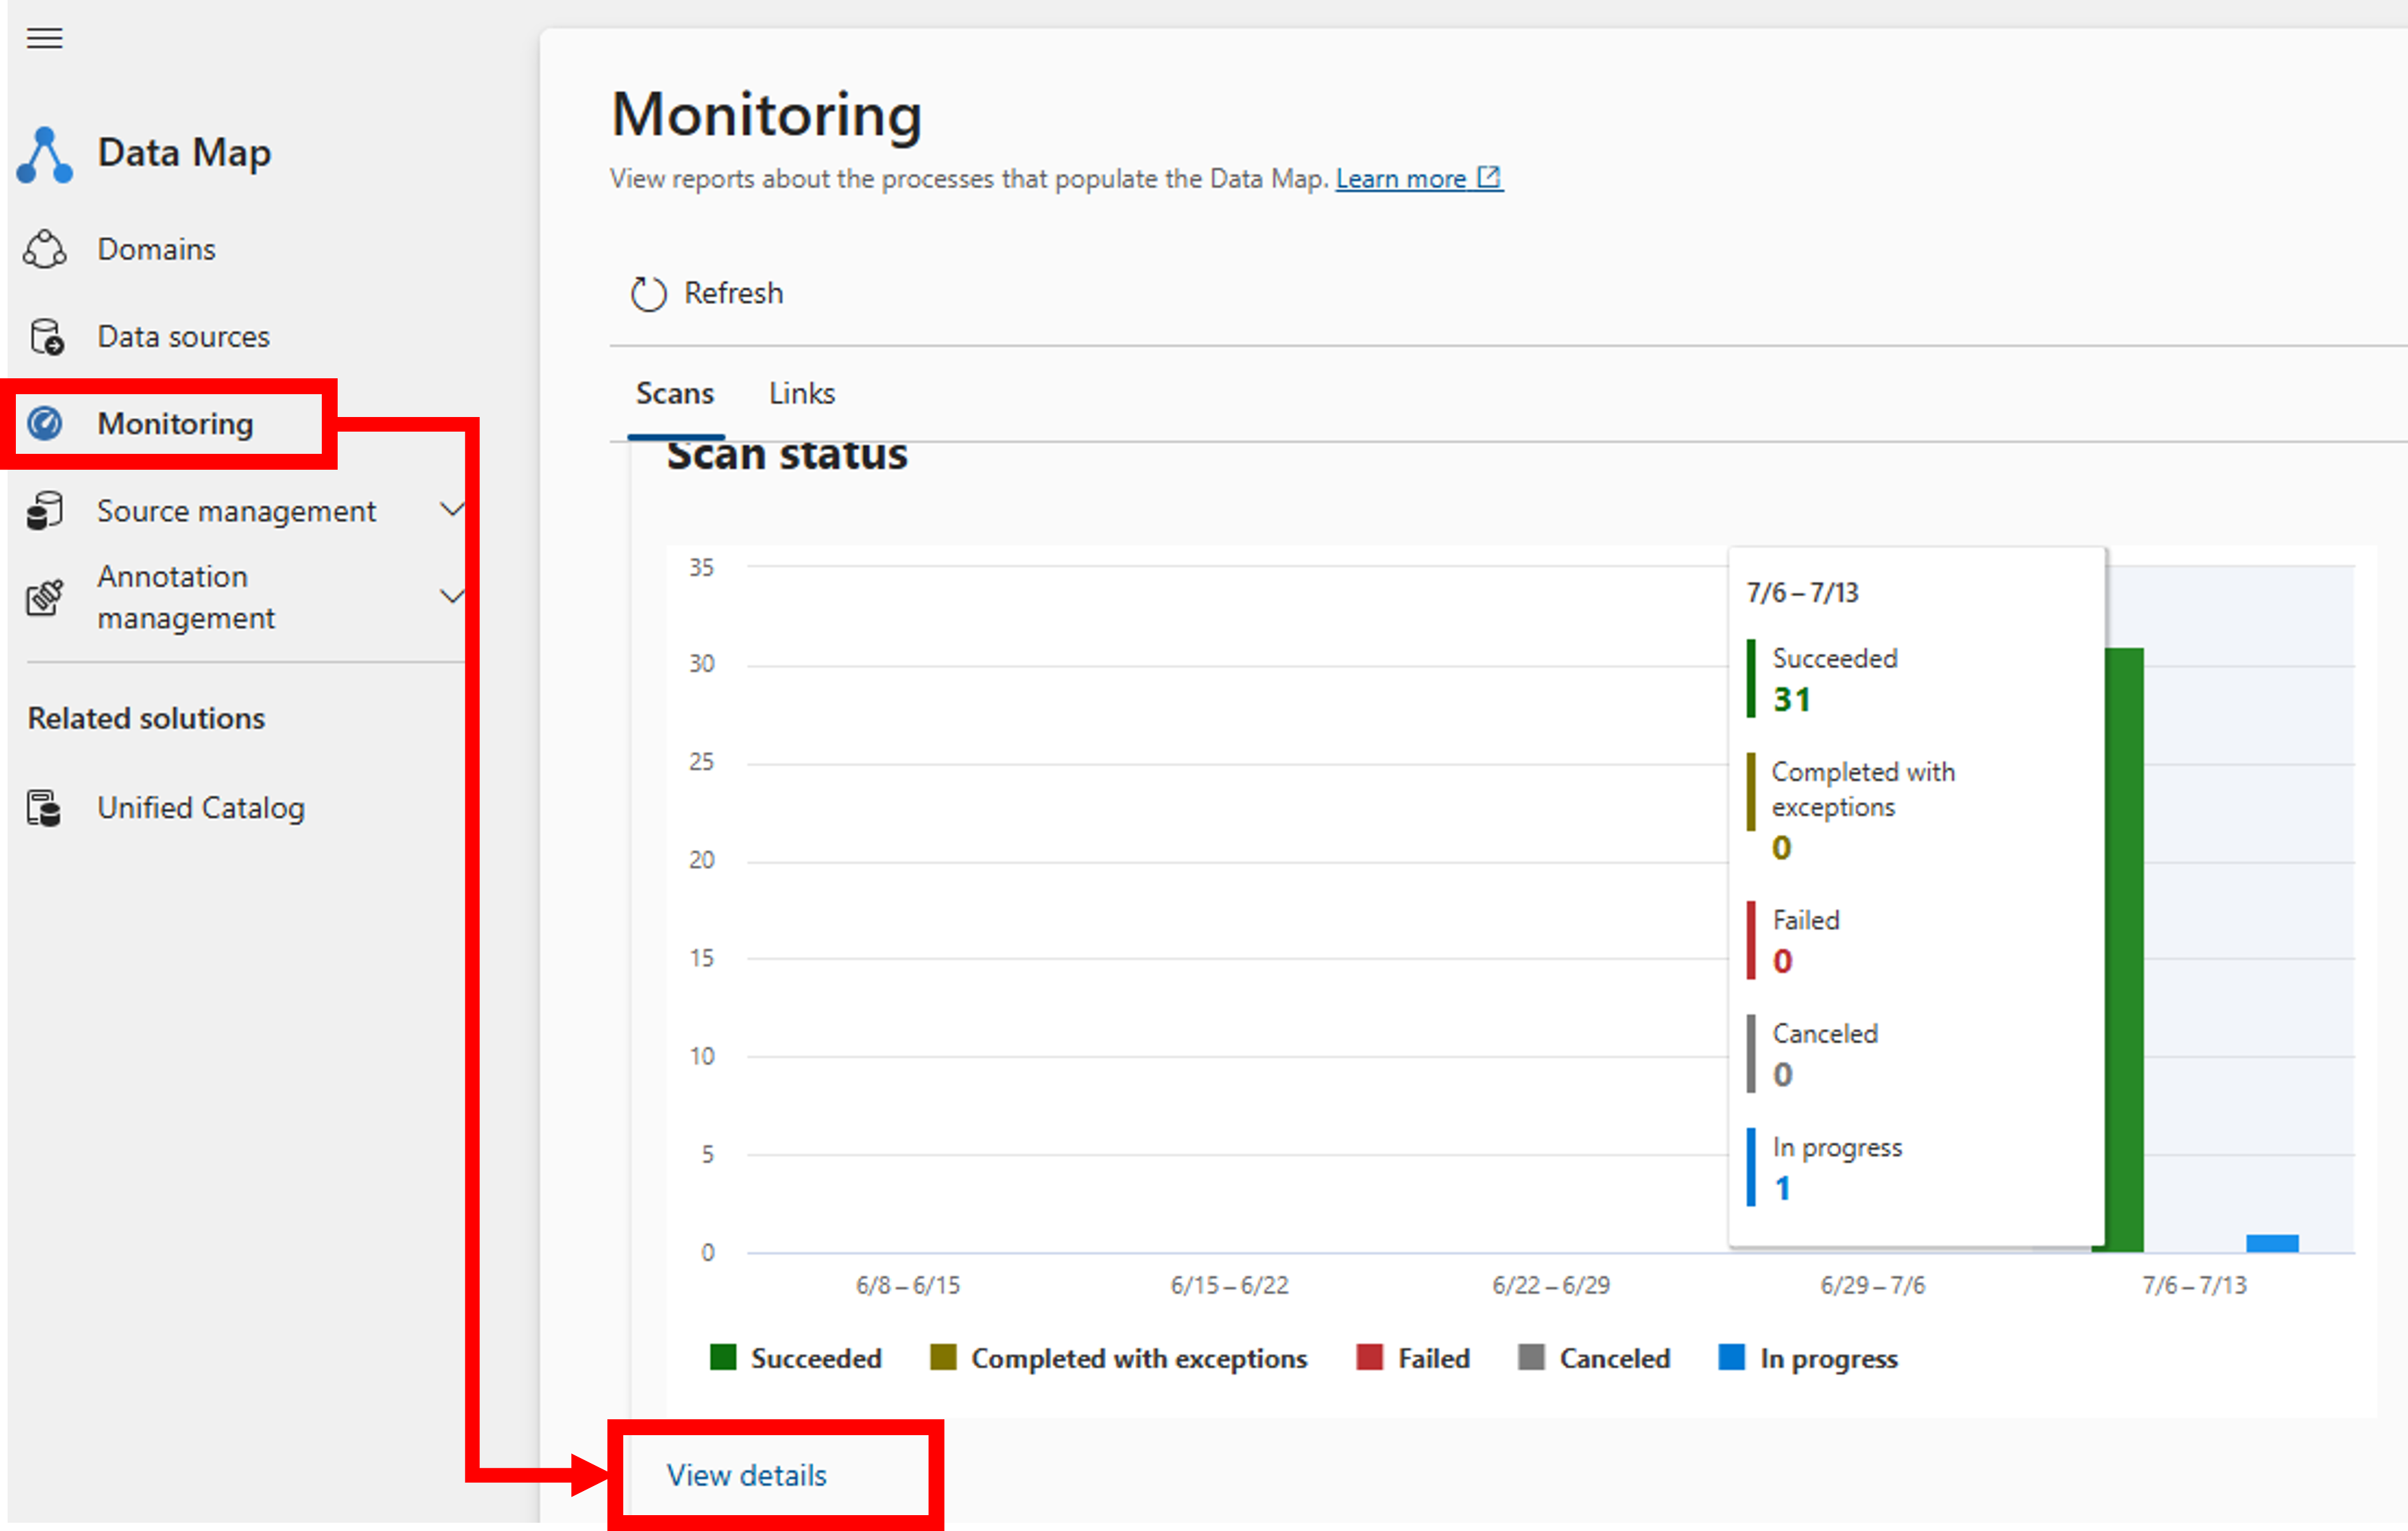 Data Map
Domains
Data sources
Monitoring
Source management
Annotation
management
Related solutions
Unified Catalog
Monitoring
View reports about the processes that populate the Data Map. Learn more
Refresh
Scans Links
Scan status
35
30
25
20
15
10
5
0
7/6 – 7/13
Succeeded
31
Completed with
exceptions
0
Failed
0
Canceled
0
In progress
1
6/8 – 6/15 6/15 – 6/22 6/22 – 6/29 6/29 – 7/6 7/6 – 7/13
Succeeded Completed with exceptions Failed Canceled In progress
View details